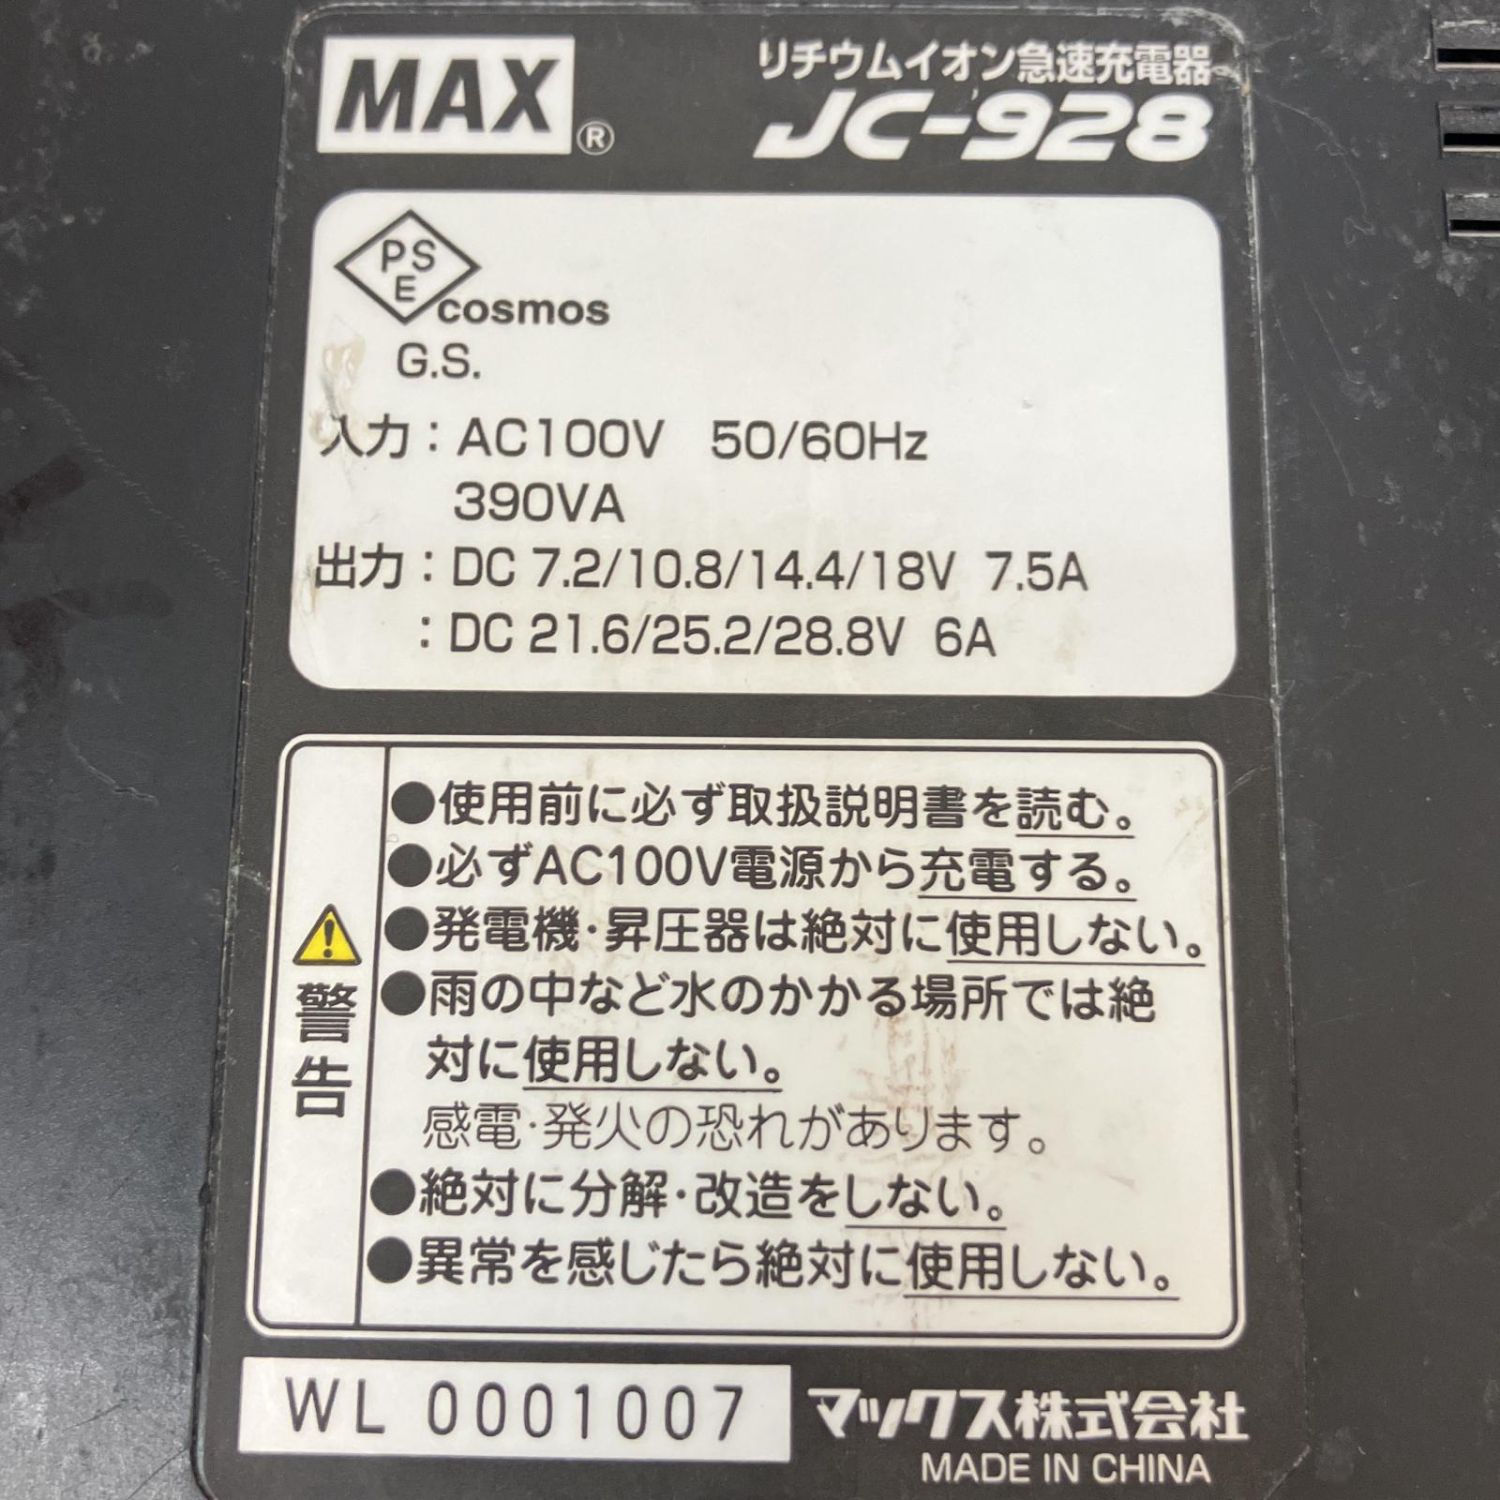 MAX®
リチウムイオン急速充電器
JC-928
PSE
cosmos
G.S.
入力：AC100V 50/60Hz
390VA
出力：DC 7.2/10.8/14.4/18V 7.5A
：DC 21.6/25.2/28.8V 6A
警告
●使用前に必ず取扱説明書を読む。
●必ずAC100V電源から充電する。
●発電機・昇圧器は絶対に使用しない。
●雨の中など水のかかる場所では絶
対に使用しない。
感電・発火の恐れがあります。
●絶対に分解・改造をしない。
●異常を感じたら絶対に使用しない。
WL 0001007
マックス株式会社
MADE IN CHINA